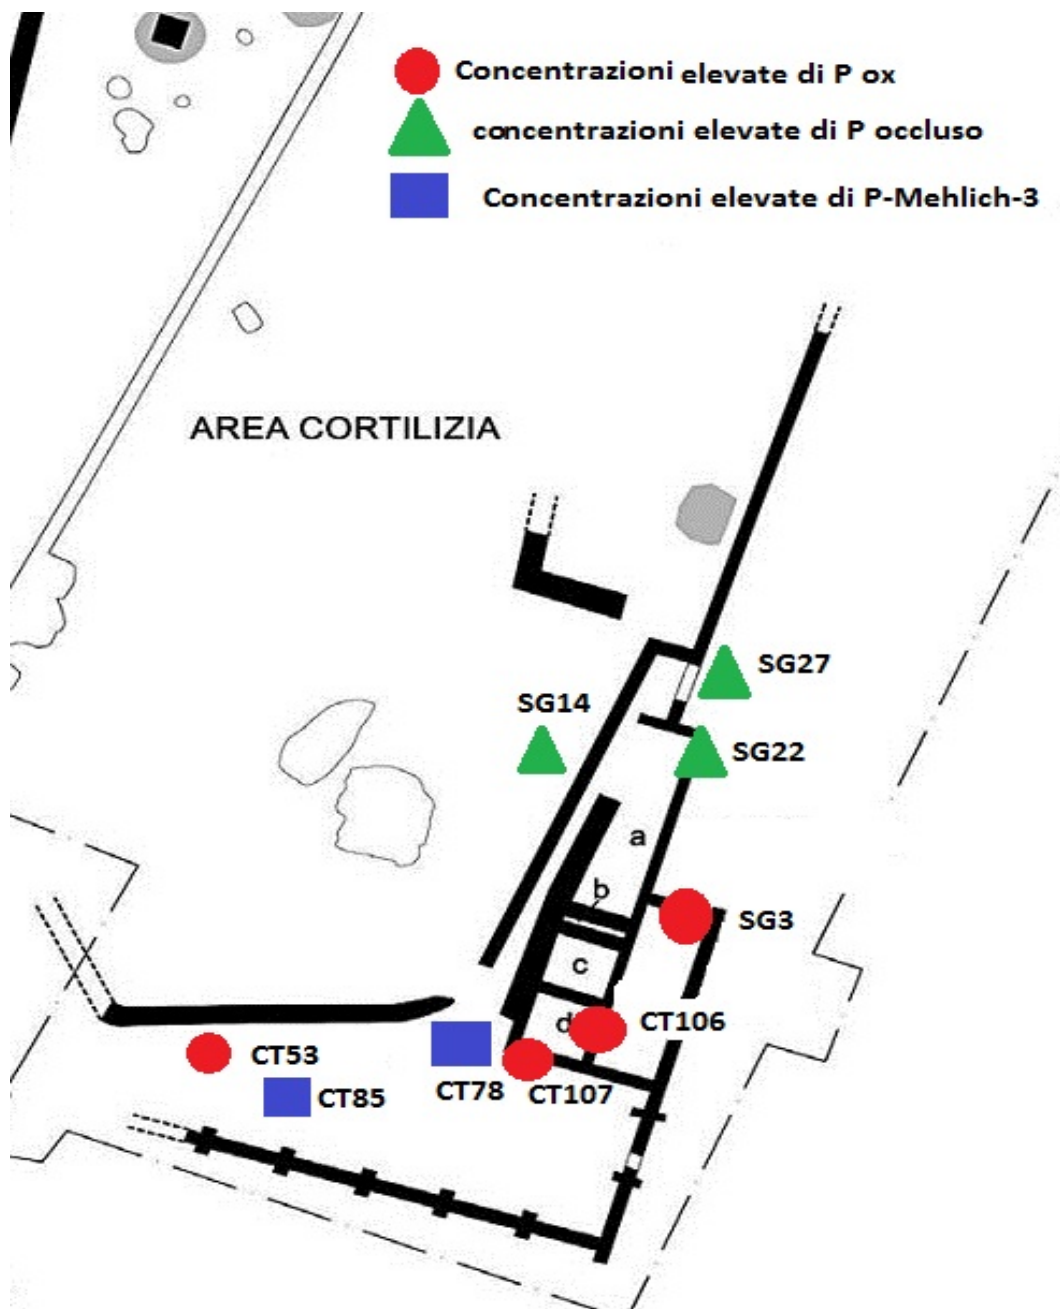 Concentrazioni elevate di P ox
concentrazioni elevate di P occluso
Concentrazioni elevate di P-Mehlich-3
AREA CORTILIZIA
SG27
SG14
SG22
a
b
SG3
c
d
CT106
CT53
CT85
CT78
CT107